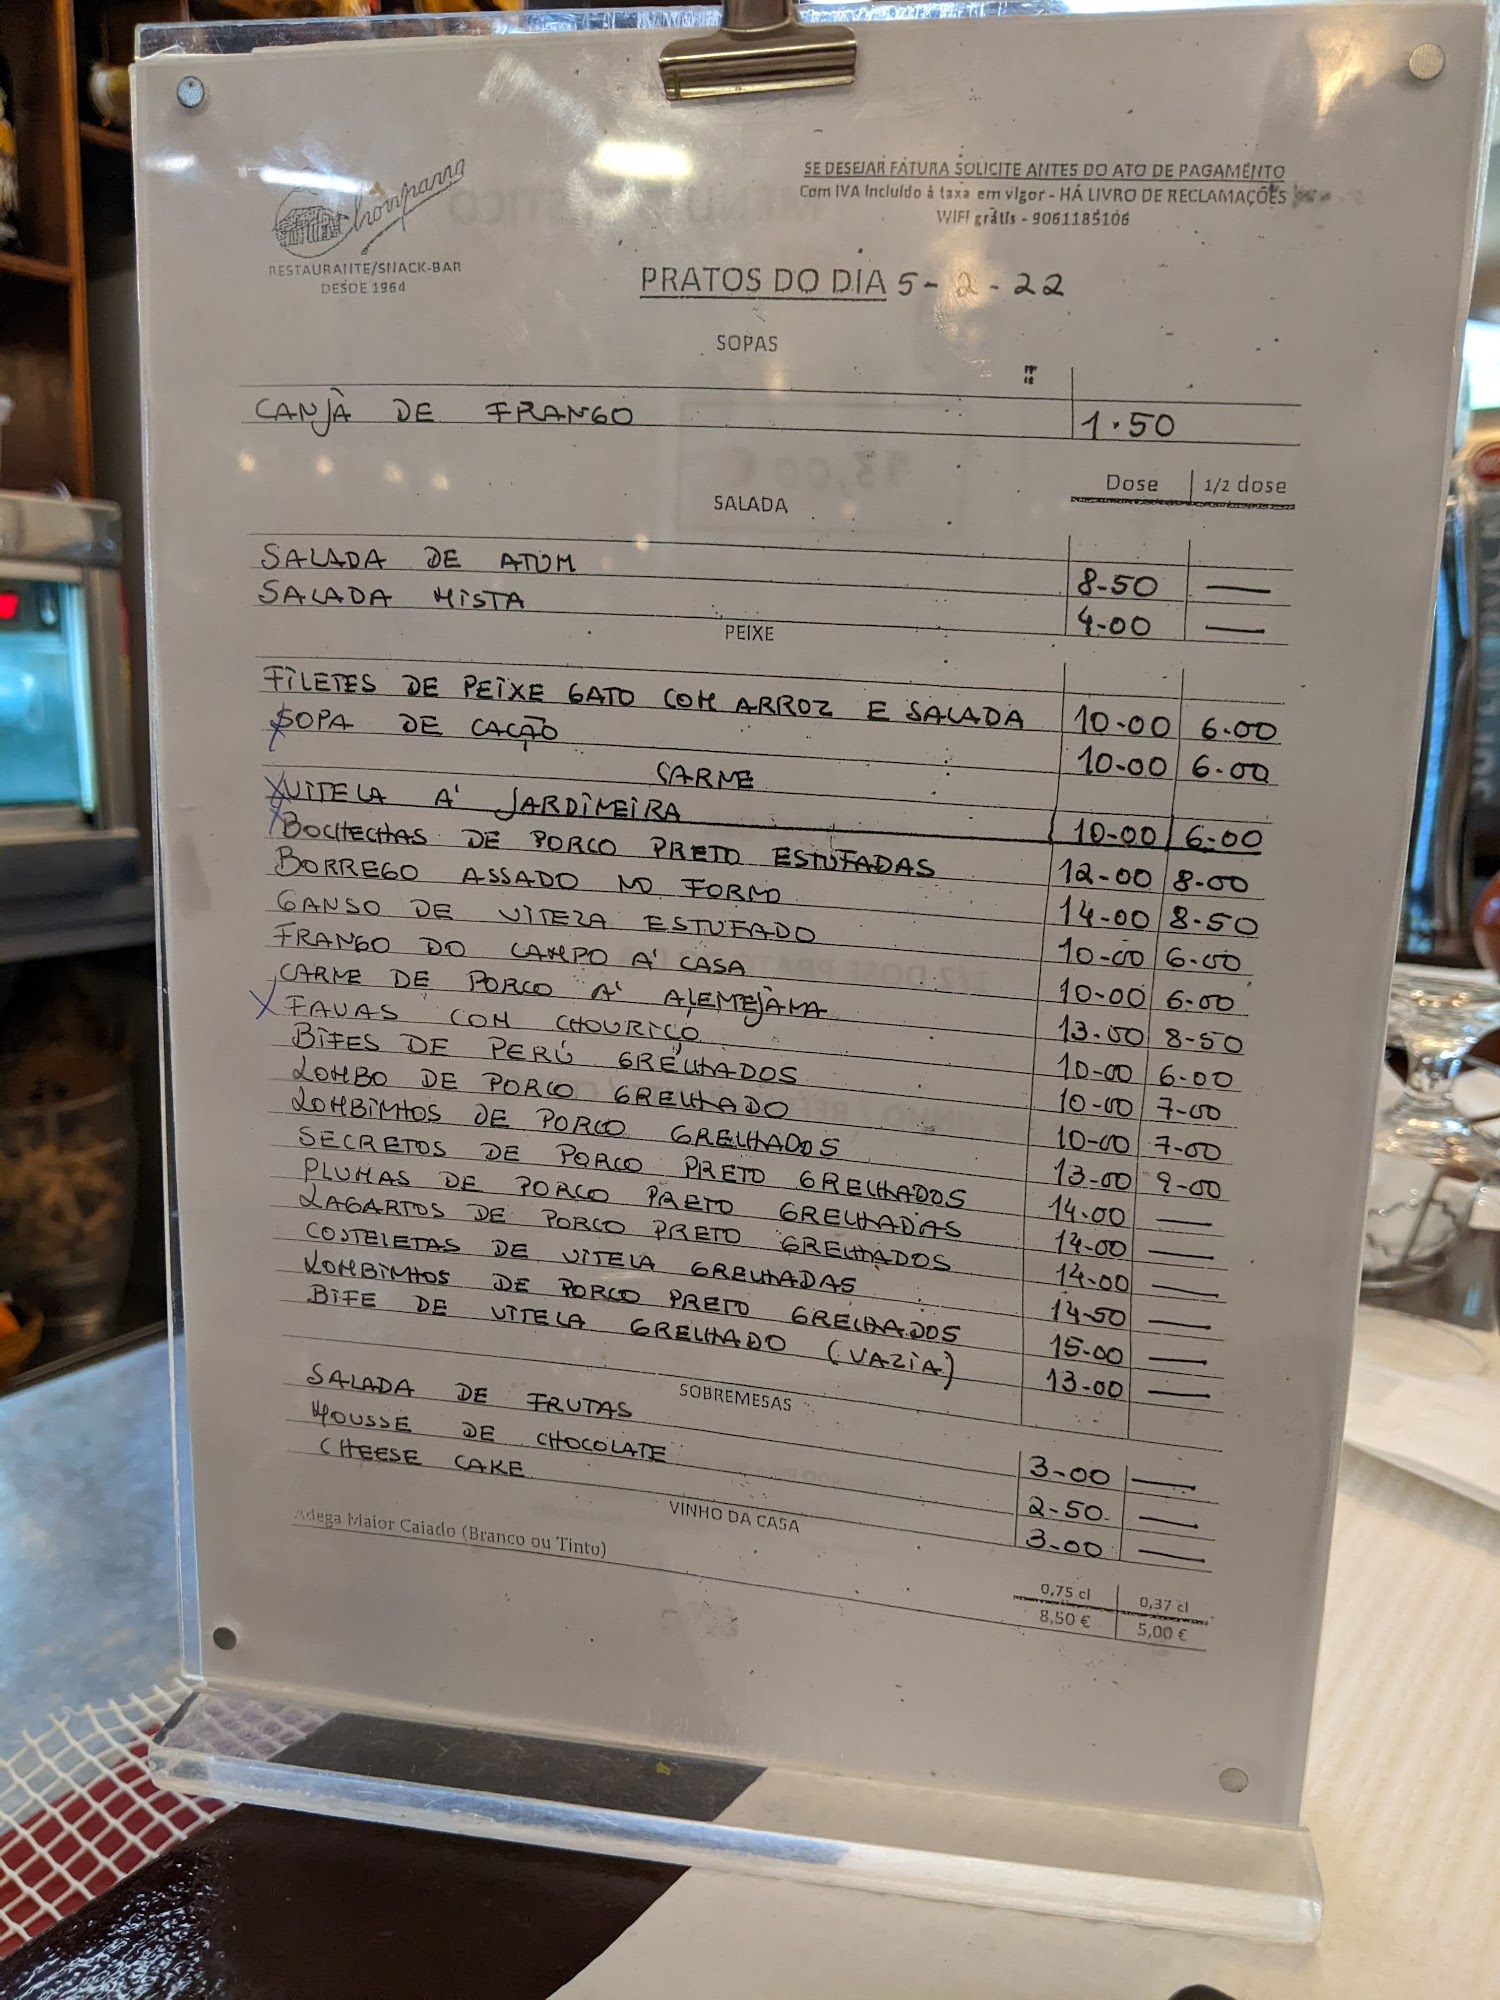 Choupana
RESTAURANTE/SNACK-BAR
DESDE 1964
SE DESEJAR FATURA SOLICITE ANTES DO ATO DE PAGAMENTO
Com IVA Incluído à taxa em vigor - HÁ LIVRO DE RECLAMAÇÕES
WIFI grátis - 9061185106
PRATOS DO DIA 5-2-22
SOPAS
CANJA DE FRANGO 1.50
Dose 1/2 dose
SALADA
SALADA DE ATUM 8-50 —
SALADA MISTA 4-00 —
PEIXE
FILETES DE PEIXE GATO COM ARROZ E SALADA 10-00 6.00
SOPA DE CAÇÃO 10-00 6.00
CARNE
VITELA A' JARDINEIRA 10-00 6-00
BOCHECHAS DE PORCO PRETO ESTUFADAS 12-00 8-00
BORREGO ASSADO NO FORNO 14-00 8-50
GANSO DE VITELA ESTUFADO 10-00 6-00
FRANGO DO CAMPO A' CASA 10-00 6-00
CARNE DE PORCO A' ALENTEJANA 13-00 8-50
X FAVAS COM CHOURIÇO 10-00 6-00
BIFES DE PERÚ GRELHADOS 10-00 7-00
LOMBO DE PORCO GRELHADO 10-00 7-00
LOMBINHOS DE PORCO GRELHADOS 13-00 9-00
SECRETOS DE PORCO PRETO GRELHADOS 14-00 —
PLUMAS DE PORCO PRETO GRELHADAS 14-00 —
LAGARTOS DE PORCO PRETO GRELHADOS 14-00 —
COSTELETAS DE VITELA GRELHADAS 14-50 —
LOMBINHOS DE PORCO PRETO GRELHADOS 15-00 —
BIFE DE VITELA GRELHADO (VAZIA) 13-00 —
SOBREMESAS
SALADA DE FRUTAS 3-00 —
MOUSSE DE CHOCOLATE 2-50 —
CHEESE CAKE 3-00 —
VINHO DA CASA
Adega Maior Caiado (Branco ou Tinto)
0,75 cl 0,37 cl
8,50 € 5,00 €